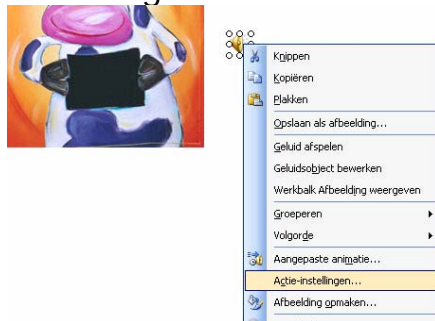 Knippen
Kopiëren
Plakken
Opslaan als afbeelding...
Geluid afspelen
Geluidsobject bewerken
Werkbalk Afbeelding weergeven
Groeperen
Volgorde
Aangepaste animatie...
Actie-instellingen...
Afbeelding opmaken...